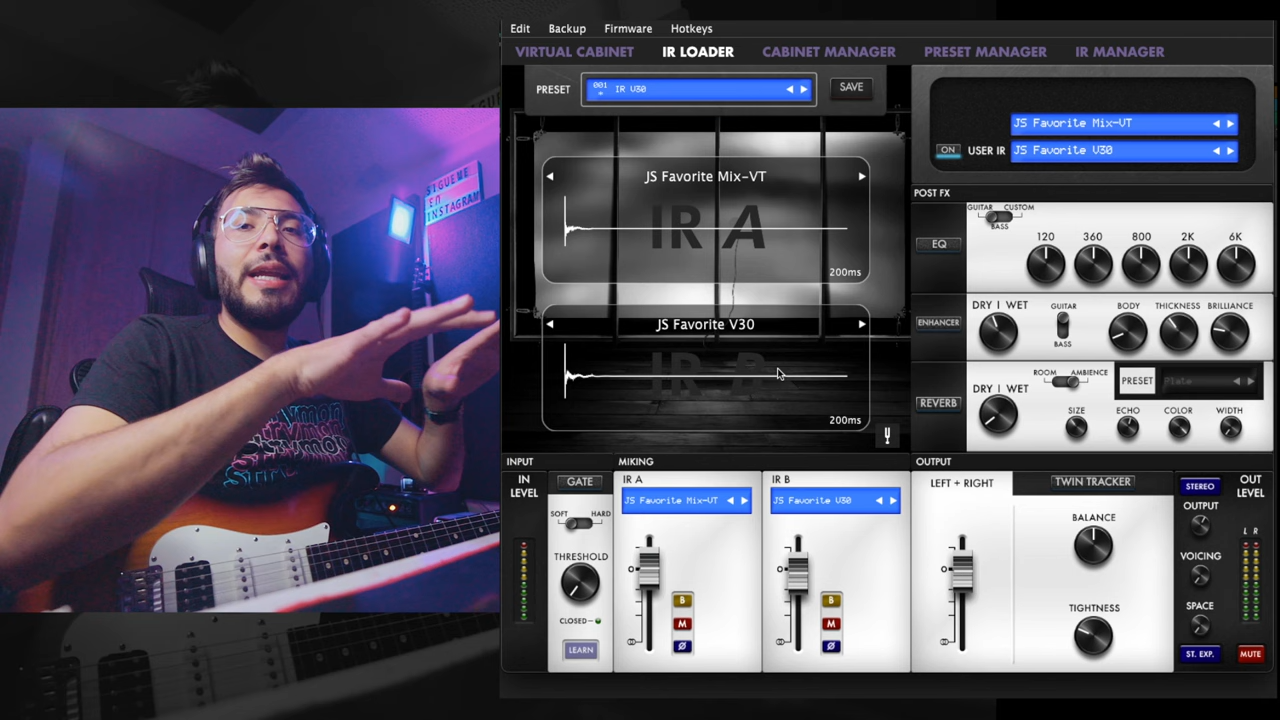 Edit Backup Firmware Hotkeys
VIRTUAL CABINET IR LOADER CABINET MANAGER PRESET MANAGER IR MANAGER
PRESET 001 IR V30 SAVE
JS Favorite Mix-VT
ON USER IR JS Favorite V30
JS Favorite Mix-VT
IR A
200ms
JS Favorite V30
IR B
200ms
POST FX
EQ
GUITAR CUSTOM
BASS
120 360 800 2K 6K
ENHANCER
DRY | WET
GUITAR
BASS
BODY THICKNESS BRILLIANCE
REVERB
DRY | WET
ROOM AMBIENCE
PRESET Plate
SIZE ECHO COLOR WIDTH
INPUT
IN
LEVEL
GATE
SOFT HARD
THRESHOLD
CLOSED
LEARN
MIKING
IR A
JS Favorite Mix-VT
B
M
Ø
IR B
JS Favorite V30
B
M
Ø
OUTPUT
LEFT + RIGHT
TWIN TRACKER
BALANCE
TIGHTNESS
STEREO
OUTPUT
VOICING
SPACE
ST. EXP.
OUT
LEVEL
L R
MUTE
SIGUEME
EN
INSTAGRAM
strymon